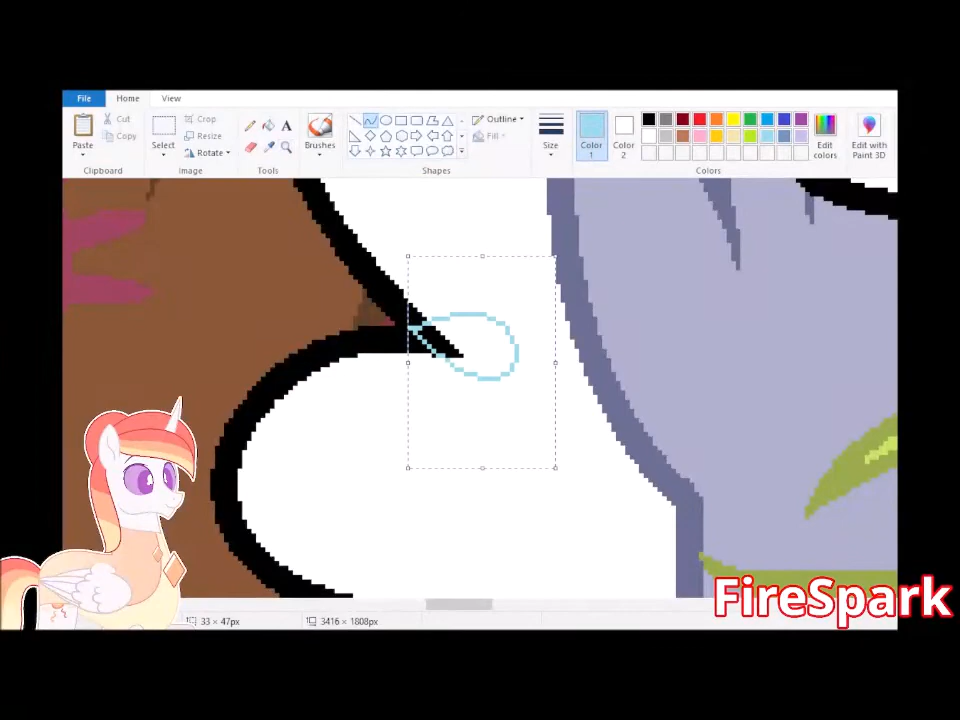 File Home View
Paste
Cut
Copy
Clipboard
Select
Crop
Resize
Rotate
Image
A
Tools
Brushes
Outline
Fill
Shapes
Size
Color
1
Color
2
Edit
colors
Colors
Edit with
Paint 3D
33 × 47px
3416 × 1808px
FireSpark